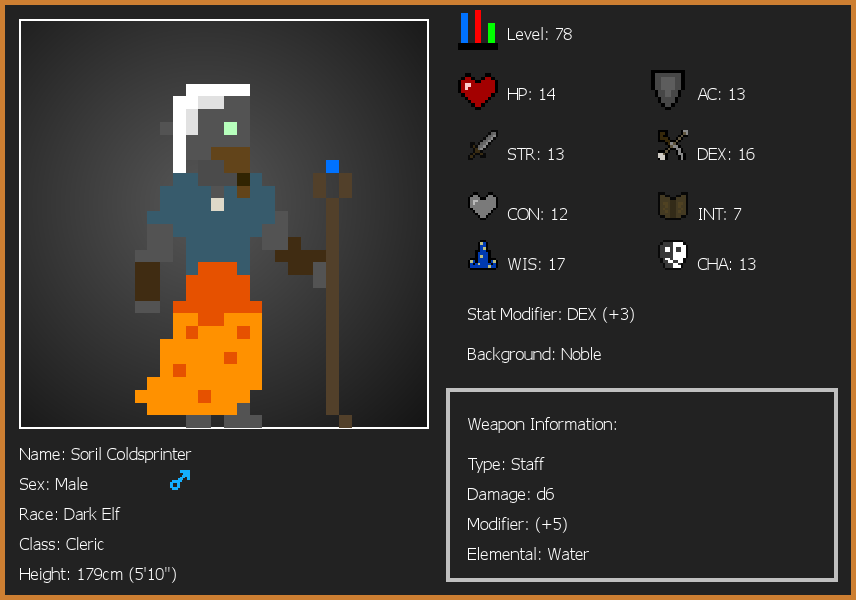 Level: 78
HP: 14
AC: 13
STR: 13
DEX: 16
CON: 12
INT: 7
WIS: 17
CHA: 13
Stat Modifier: DEX (+3)
Background: Noble
Weapon Information:
Type: Staff
Damage: d6
Modifier: (+5)
Elemental: Water
Name: Soril Coldsprinter
Sex: Male
Race: Dark Elf
Class: Cleric
Height: 179cm (5'10")